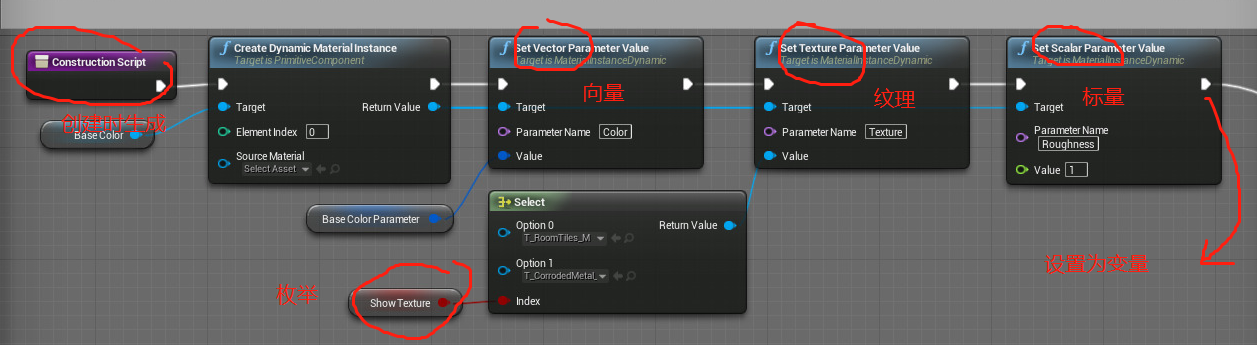 Construction Script
创建时生成
Base Color
Create Dynamic Material Instance
Target is PrimitiveComponent
Target
Return Value
Element Index
0
Source Material
Select Asset
Set Vector Parameter Value
Target is MaterialInstanceDynamic
向量
Target
Parameter Name
Color
Value
Set Texture Parameter Value
Target is MaterialInstanceDynamic
纹理
Target
Parameter Name
Texture
Value
Set Scalar Parameter Value
Target is MaterialInstanceDynamic
标量
Target
Parameter Name
Roughness
Value
1
Base Color Parameter
Select
Option 0
T_RoomTiles_M
Return Value
Option 1
T_CorrodedMetal_
Index
枚举
Show Texture
设置为变量